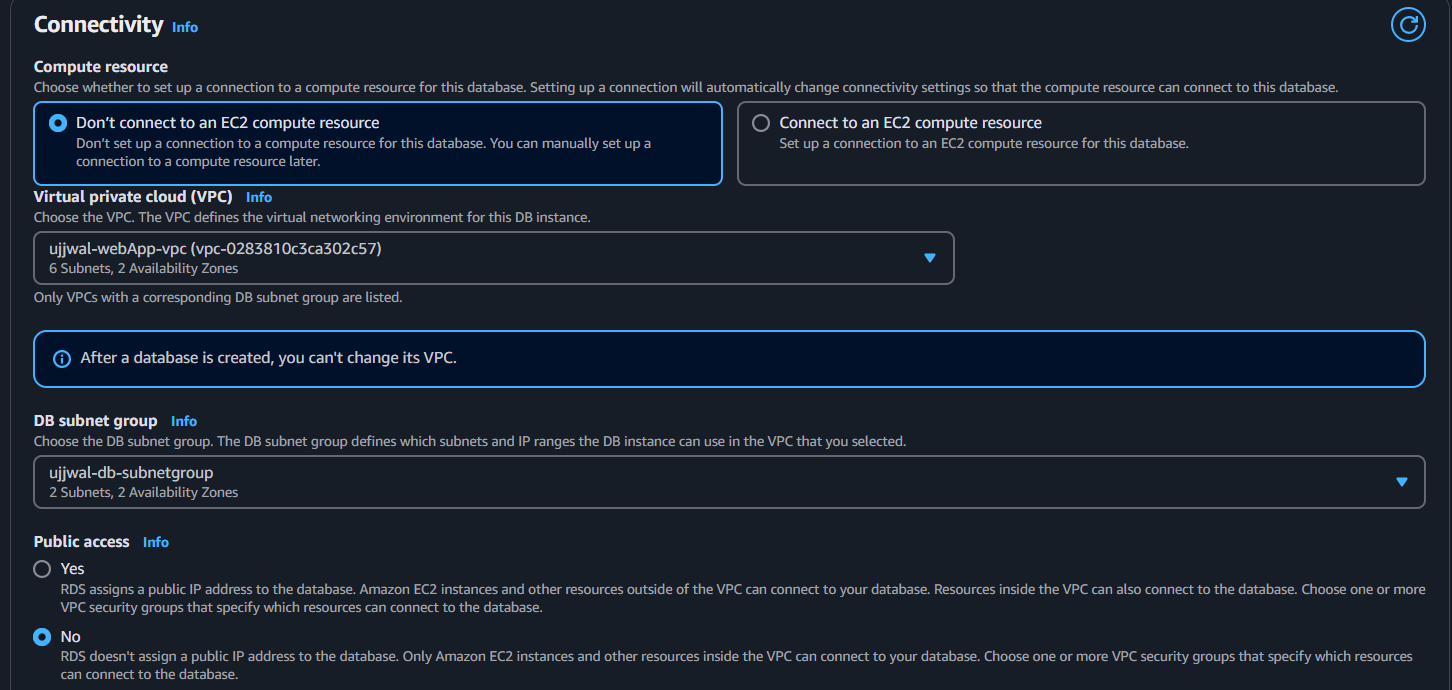 Connectivity Info
Compute resource
Choose whether to set up a connection to a compute resource for this database. Setting up a connection will automatically change connectivity settings so that the compute resource can connect to this database.
Don’t connect to an EC2 compute resource
Don’t set up a connection to a compute resource for this database. You can manually set up a
connection to a compute resource later.
Connect to an EC2 compute resource
Set up a connection to an EC2 compute resource for this database.
Virtual private cloud (VPC) Info
Choose the VPC. The VPC defines the virtual networking environment for this DB instance.
ujjwal-webApp-vpc (vpc-0283810c3ca302c57)
6 Subnets, 2 Availability Zones
Only VPCs with a corresponding DB subnet group are listed.
After a database is created, you can't change its VPC.
DB subnet group Info
Choose the DB subnet group. The DB subnet group defines which subnets and IP ranges the DB instance can use in the VPC that you selected.
ujjwal-db-subnetgroup
2 Subnets, 2 Availability Zones
Public access Info
Yes
RDS assigns a public IP address to the database. Amazon EC2 instances and other resources outside of the VPC can connect to your database. Resources inside the VPC can also connect to the database. Choose one or more
VPC security groups that specify which resources can connect to the database.
No
RDS doesn't assign a public IP address to the database. Only Amazon EC2 instances and other resources inside the VPC can connect to your database. Choose one or more VPC security groups that specify which resources
can connect to the database.